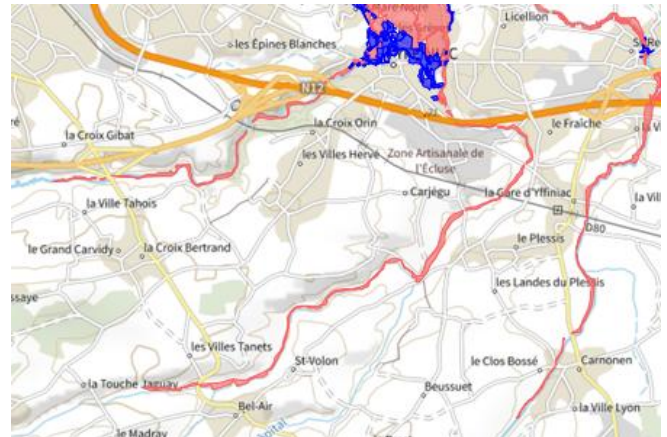 Licellion
les Épines Blanches
N12
la Croix Gibat
la Croix Orin
le Fraîche
les Villes Hervé
Zone Artisanale de
l'Écluse
Carjégu
la Gare d'Yffiniac
la Ville Tahois
D80
le Grand Carvidy
la Croix Bertrand
le Plessis
les Landes du Plessis
les Villes Tanets
St-Volon
le Clos Bossé
Carnonen
la Touche Jaguay
Beussuet
Bel-Air
la Ville Lyon
le Madray